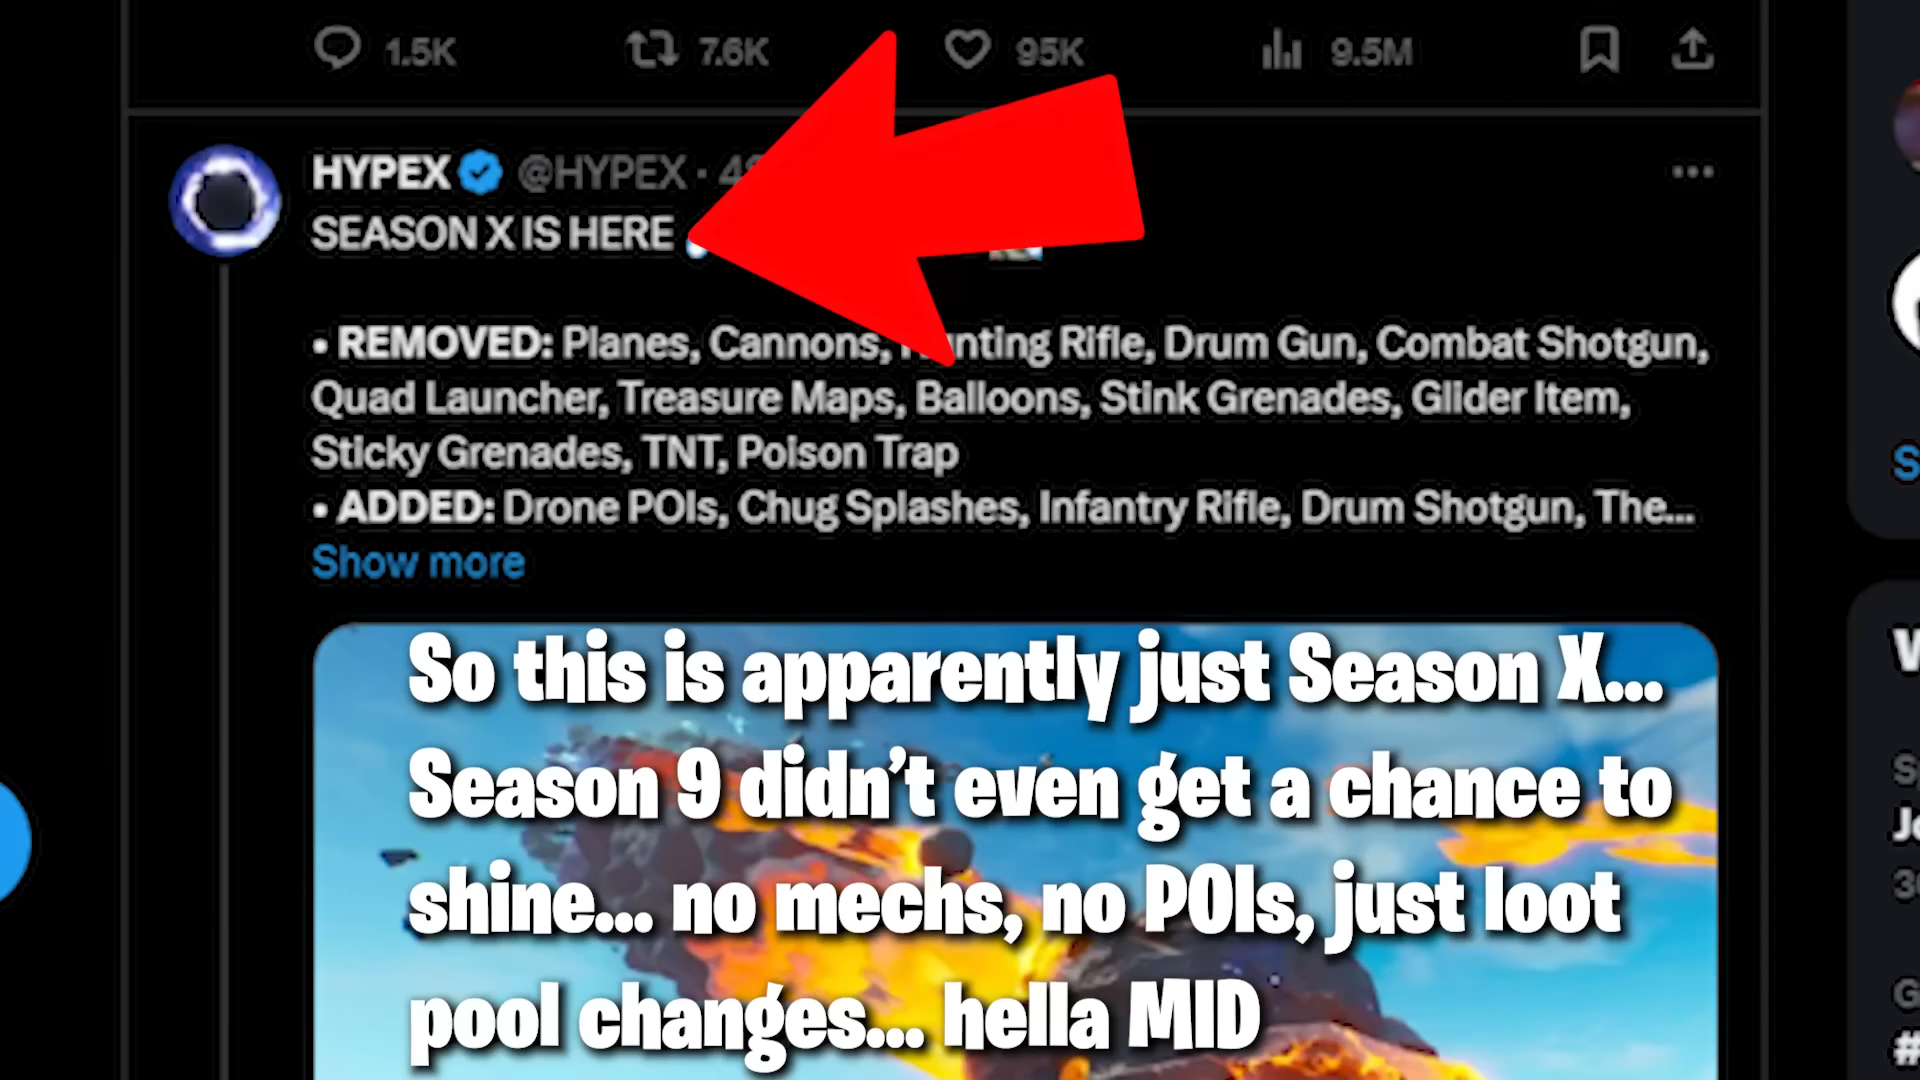 1.5K 7.6K 95K 9.5M
HYPEX @HYPEX ·
SEASON X IS HERE
• REMOVED: Planes, Cannons, Rifle, Drum Gun, Combat Shotgun,
Quad Launcher, Treasure Maps, Balloons, Stink Grenades, Glider Item,
Sticky Grenades, TNT, Poison Trap
• ADDED: Drone POIs, Chug Splashes, Infantry Rifle, Drum Shotgun, The...
Show more
So this is apparently just Season X...
Season 9 didn't even get a chance to
shine... no mechs, no POIs, just loot
pool changes... hella MID